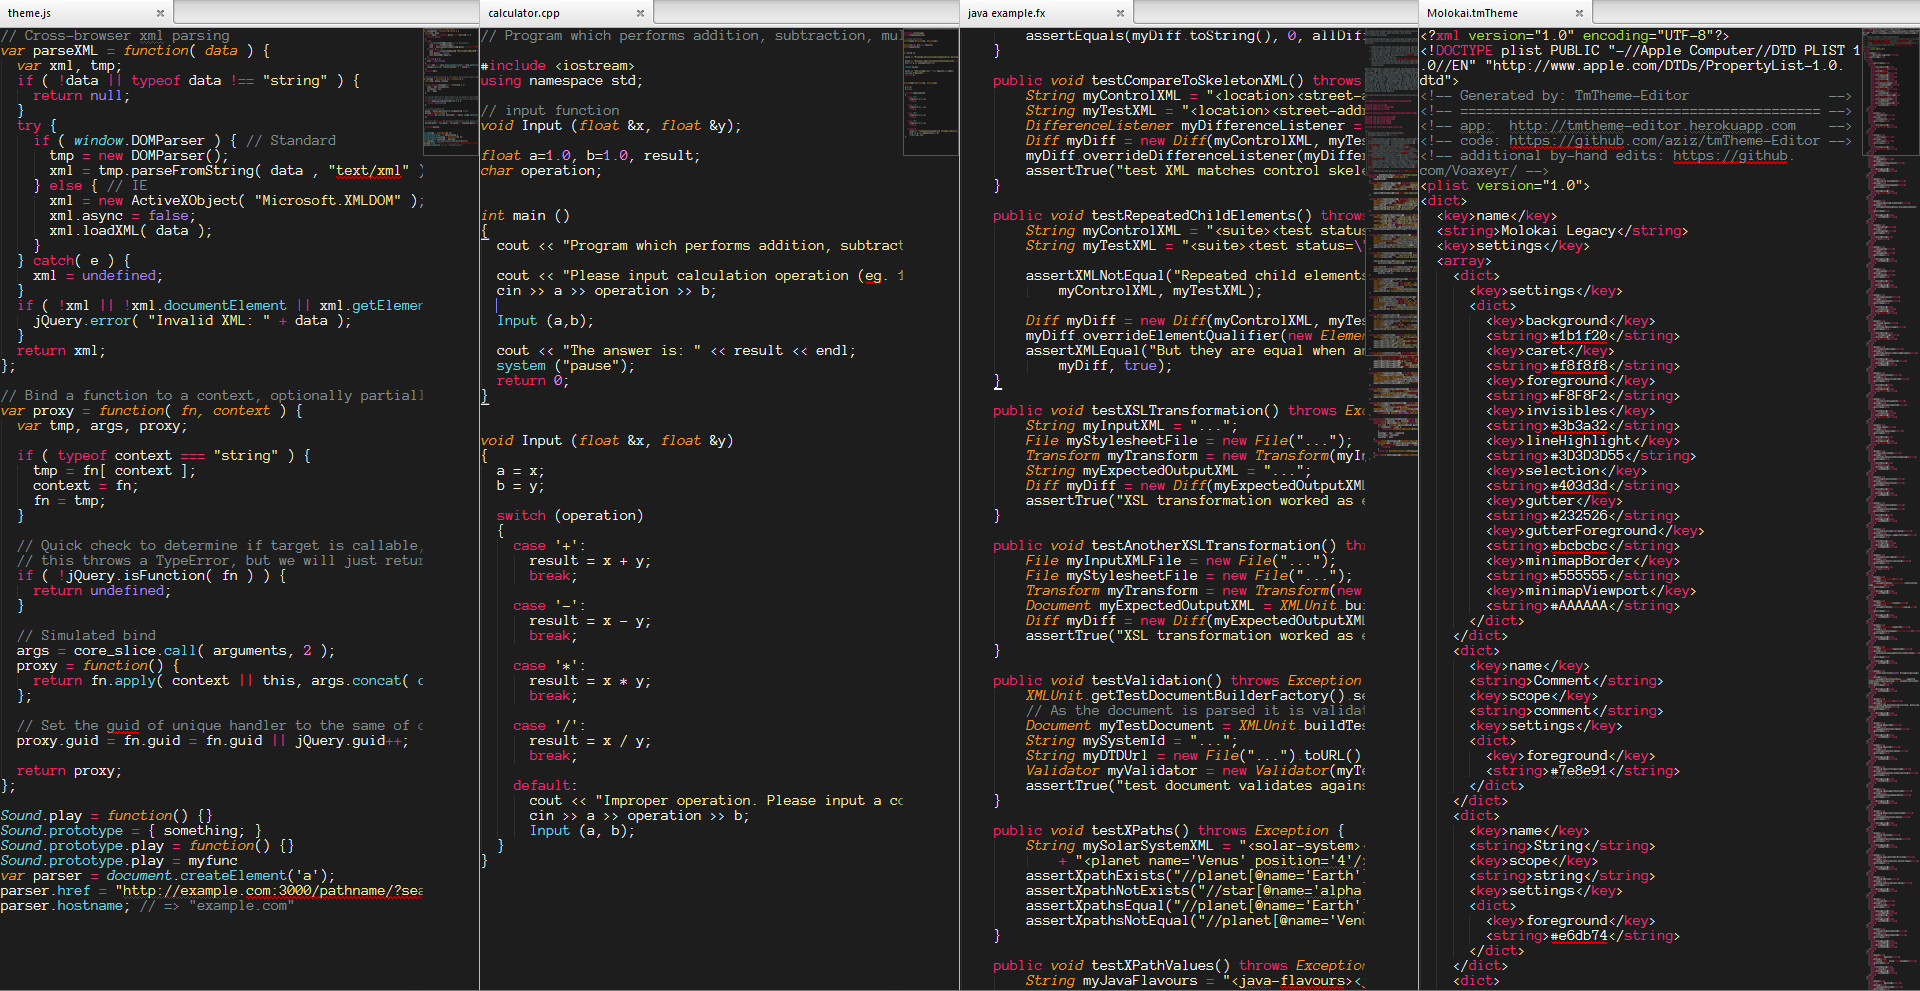 theme.js
// Cross-browser xml parsing
var parseXML = function( data ) {
  var xml, tmp;
  if ( !data || typeof data !== "string" ) {
    return null;
  }
  try {
    if ( window.DOMParser ) { // Standard
      tmp = new DOMParser();
      xml = tmp.parseFromString( data , "text/xml" )
    } else { // IE
      xml = new ActiveXObject( "Microsoft.XMLDOM" );
      xml.async = false;
      xml.loadXML( data );
    }
  } catch( e ) {
    xml = undefined;
  }
  if ( !xml || !xml.documentElement || xml.getElemen
    jQuery.error( "Invalid XML: " + data );
  }
  return xml;
};
// Bind a function to a context, optionally partiall
var proxy = function( fn, context ) {
  var tmp, args, proxy;
  if ( typeof context === "string" ) {
    tmp = fn[ context ];
    context = fn;
    fn = tmp;
  }
  // Quick check to determine if target is callable,
  // this throws a TypeError, but we will just retur
  if ( !jQuery.isFunction( fn ) ) {
    return undefined;
  }
  // Simulated bind
  args = core_slice.call( arguments, 2 );
  proxy = function() {
    return fn.apply( context || this, args.concat( c
  };
  // Set the guid of unique handler to the same of o
  proxy.guid = fn.guid = fn.guid || jQuery.guid++;
  return proxy;
};
Sound.play = function() {}
Sound.prototype = { something; }
Sound.prototype.play = function() {}
Sound.prototype.play = myfunc
var parser = document.createElement('a');
parser.href = "http://example.com:3000/pathname/?sea
parser.hostname; // => "example.com"
calculator.cpp
// Program which performs addition, subtraction, mul
#include <iostream>
using namespace std;
// input function
void Input (float &x, float &y);
float a=1.0, b=1.0, result;
char operation;
int main ()
{
  cout << "Program which performs addition, subtract
  cout << "Please input calculation operation (eg. 1
  cin >> a >> operation >> b;
  Input (a,b);
  cout << "The answer is: " << result << endl;
  system ("pause");
  return 0;
}
void Input (float &x, float &y)
{
  a = x;
  b = y;
  switch (operation)
  {
    case '+':
      result = x + y;
      break;
    case '-':
      result = x - y;
      break;
    case '*':
      result = x * y;
      break;
    case '/':
      result = x / y;
      break;
    default:
      cout << "Improper operation. Please input a co
      cin >> a >> operation >> b;
      Input (a, b);
  }
}
java example.fx
        assertEquals(myDiff.toString(), 0, allDif
    }
    public void testCompareToSkeletonXML() throws
        String myControlXML = "<location><street-a
        String myTestXML = "<location><street-add
        DifferenceListener myDifferenceListener =
        Diff myDiff = new Diff(myControlXML, myTes
        myDiff.overrideDifferenceListener(myDiffe
        assertTrue("test XML matches control skele
    }
    public void testRepeatedChildElements() throws
        String myControlXML = "<suite><test status
        String myTestXML = "<suite><test status=\"
        assertXMLNotEqual("Repeated child elements
            myControlXML, myTestXML);
        Diff myDiff = new Diff(myControlXML, myTes
        myDiff.overrideElementQualifier(new Elemen
        assertXMLEqual("But they are equal when an
            myDiff, true);
    }
    public void testXSLTransformation() throws Exc
        String myInputXML = "...";
        File myStylesheetFile = new File("...");
        Transform myTransform = new Transform(myIn
        String myExpectedOutputXML = "...";
        Diff myDiff = new Diff(myExpectedOutputXML
        assertTrue("XSL transformation worked as e
    }
    public void testAnotherXSLTransformation() thr
        File myInputXMLFile = new File("...");
        File myStylesheetFile = new File("...");
        Transform myTransform = new Transform(new
        Document myExpectedOutputXML = XMLUnit.bui
        Diff myDiff = new Diff(myExpectedOutputXML
        assertTrue("XSL transformation worked as e
    }
    public void testValidation() throws Exception
        XMLUnit.getTestDocumentBuilderFactory().se
        // As the document is parsed it is validat
        Document myTestDocument = XMLUnit.buildTes
        String mySystemId = "...";
        String myDTDUrl = new File("...").toURL()
        Validator myValidator = new Validator(myTe
        assertTrue("test document validates agains
    }
    public void testXPaths() throws Exception {
        String mySolarSystemXML = "<solar-system>
            + "<planet name='Venus' position='4'/>
        assertXpathExists("//planet[@name='Earth'
        assertXpathNotExists("//star[@name='alpha
        assertXpathsEqual("//planet[@name='Earth'
        assertXpathsNotEqual("//planet[@name='Venu
    }
    public void testXPathValues() throws Exception
        String myJavaFlavours = "<java-flavours><
Molokai.tmTheme
<?xml version="1.0" encoding="UTF-8"?>
<!DOCTYPE plist PUBLIC "-//Apple Computer//DTD PLIST 1
.0//EN" "http://www.apple.com/DTDs/PropertyList-1.0.
dtd">
<!-- Generated by: TmTheme-Editor                 -->
<!-- ============================================ -->
<!-- app:  http://tmtheme-editor.herokuapp.com    -->
<!-- code: https://github.com/aziz/tmTheme-Editor -->
<!-- additional by-hand edits: https://github.
com/Voaxeyr/ -->
<plist version="1.0">
<dict>
  <key>name</key>
  <string>Molokai Legacy</string>
  <key>settings</key>
  <array>
    <dict>
      <key>settings</key>
      <dict>
        <key>background</key>
        <string>#1b1f20</string>
        <key>caret</key>
        <string>#f8f8f8</string>
        <key>foreground</key>
        <string>#F8F8F2</string>
        <key>invisibles</key>
        <string>#3b3a32</string>
        <key>lineHighlight</key>
        <string>#3D3D3D55</string>
        <key>selection</key>
        <string>#403d3d</string>
        <key>gutter</key>
        <string>#232526</string>
        <key>gutterForeground</key>
        <string>#bcbcbc</string>
        <key>minimapBorder</key>
        <string>#555555</string>
        <key>minimapViewport</key>
        <string>#AAAAAA</string>
      </dict>
    </dict>
    <dict>
      <key>name</key>
      <string>Comment</string>
      <key>scope</key>
      <string>comment</string>
      <key>settings</key>
      <dict>
        <key>foreground</key>
        <string>#7e8e91</string>
      </dict>
    </dict>
    <dict>
      <key>name</key>
      <string>String</string>
      <key>scope</key>
      <string>string</string>
      <key>settings</key>
      <dict>
        <key>foreground</key>
        <string>#e6db74</string>
      </dict>
    </dict>
    <dict>